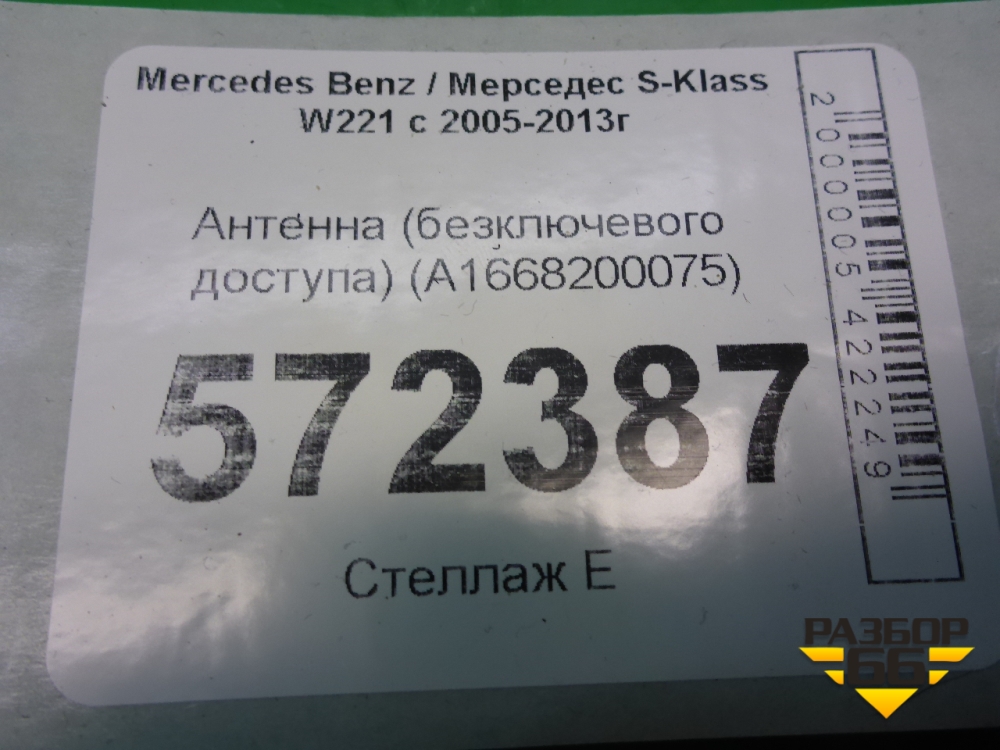 Mercedes Benz / Мерседес S-Klass
W221 с 2005-2013г
Антенна (безключевого
доступа) (A1668200075)
572387
Стеллаж Е
2000005422249
РАЗБОР
66